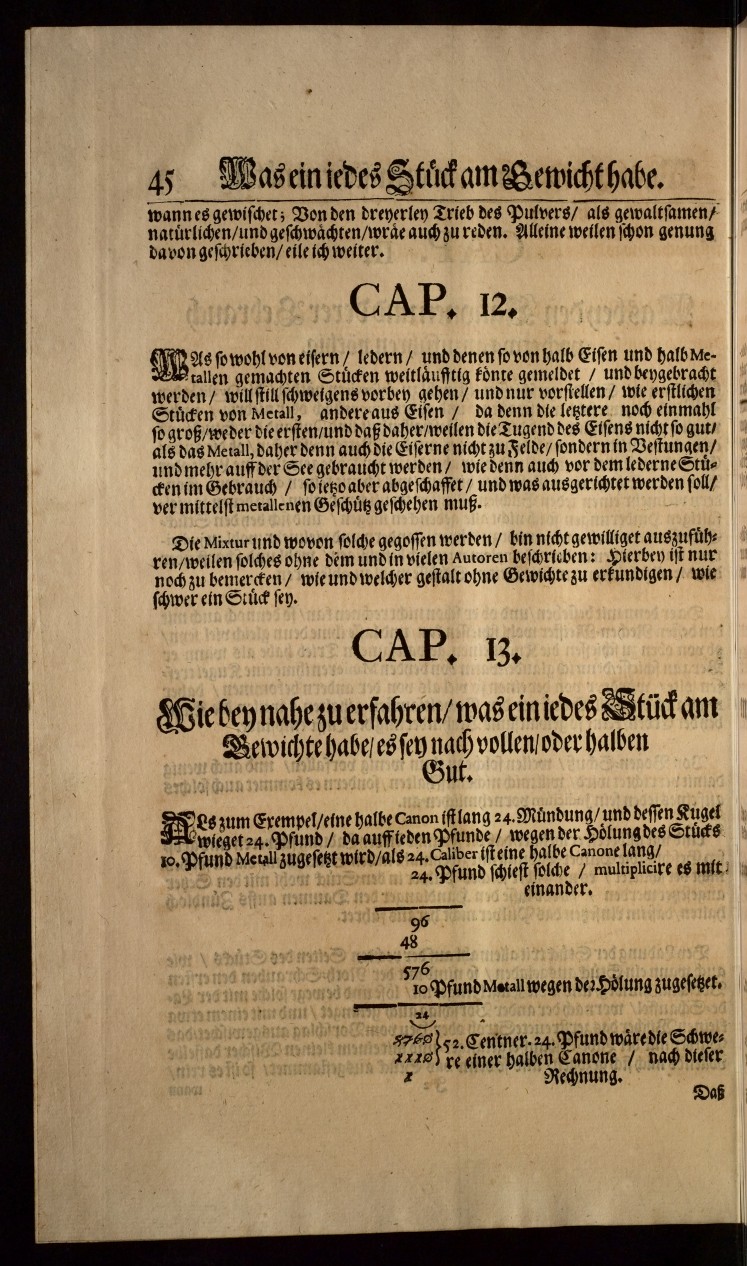 45 Was ein iedes Stück am Gewicht habe.
wann es gewischet; Von den dreyerley Trieb des Pulvers/ als gewaltsamen/
natürlichen/und geschwächten/wräe auch zu reden. Alleine weilen schon genung
davon geschrieben/ eile ich weiter.
CAP. 12.
WAs so wohl von eisern/ ledern/ und denen so von halb Eisen und halb Me-
tallen gemachten Stücken weitläufftig könte gemeldet / und beygebracht
werden/ will still schweigens vorbey gehen/ und nur vorstellen/ wie erstlichen
Stücken von Metall, andere aus Eisen / da denn die letztere noch einmahl
so groß/weder die ersten/und daß daher/weilen die Tugend des Eisens nicht so gut/
als das Metall, daher denn auch die Eiserne nicht zu Felde/ sondern in Vestungen/
und mehr auff der See gebraucht werden/ wie denn auch vor dem lederne Stü-
cken im Gebrauch / so ietzo aber abgeschaffet/ und was ausgerichtet werden soll/
vermittelst metallenen Geschütz geschehen muß.
Die Mixtur und wovon solche gegossen werden/ bin nicht gewilliget auszufüh-
ren/weilen solches ohne dem und in vielen Autoren beschrieben: Hierbey ist nur
noch zu bemercken/ wie und welcher gestalt ohne Gewichte zu erkundigen/ wie
schwer ein Stück sey.
CAP. 13.
Wie bey nahe zu erfahren/ was ein iedes Stück am
Gewichte habe/ es sey nach vollen/oder halben
Gut.
ALs zum Exempel/eine halbe Canon ist lang 24. Mündung/ und dessen Kugel
wieget 24. Pfund/ da auff ieden Pfunde/ wegen der Hölung des Stücks
10. Pfund Metall zugesetzt wird/als 24. Caliber ist eine halbe Canone lang/
24. Pfund schiest solche / multiplicire es mit
einander.
96
48
576
10 Pfund Metall wegen der Hölung zugesetzet.
24
5760} 52. Centner. 24. Pfund wäre die Schwe-
1110} re einer halben Canone / nach dieser
1 Rechnung.
Daß